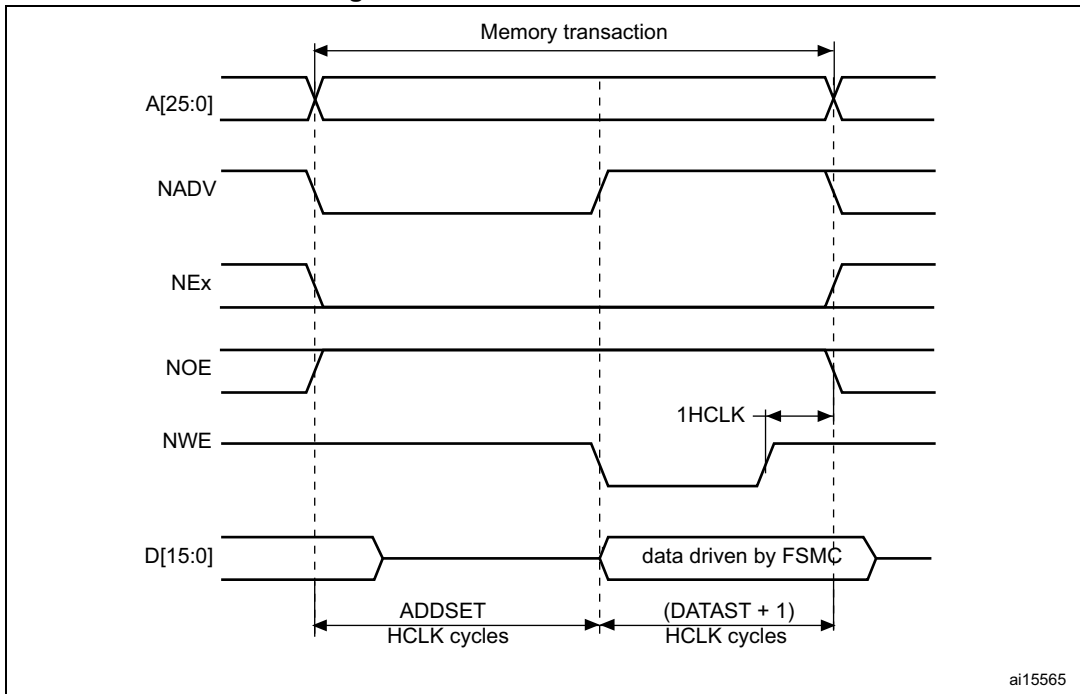 Memory transaction
A[25:0]
NADV
NEx
NOE
1HCLK
NWE
D[15:0]
data driven by FSMC
ADDSET
HCLK cycles
(DATAST + 1)
HCLK cycles
ai15565